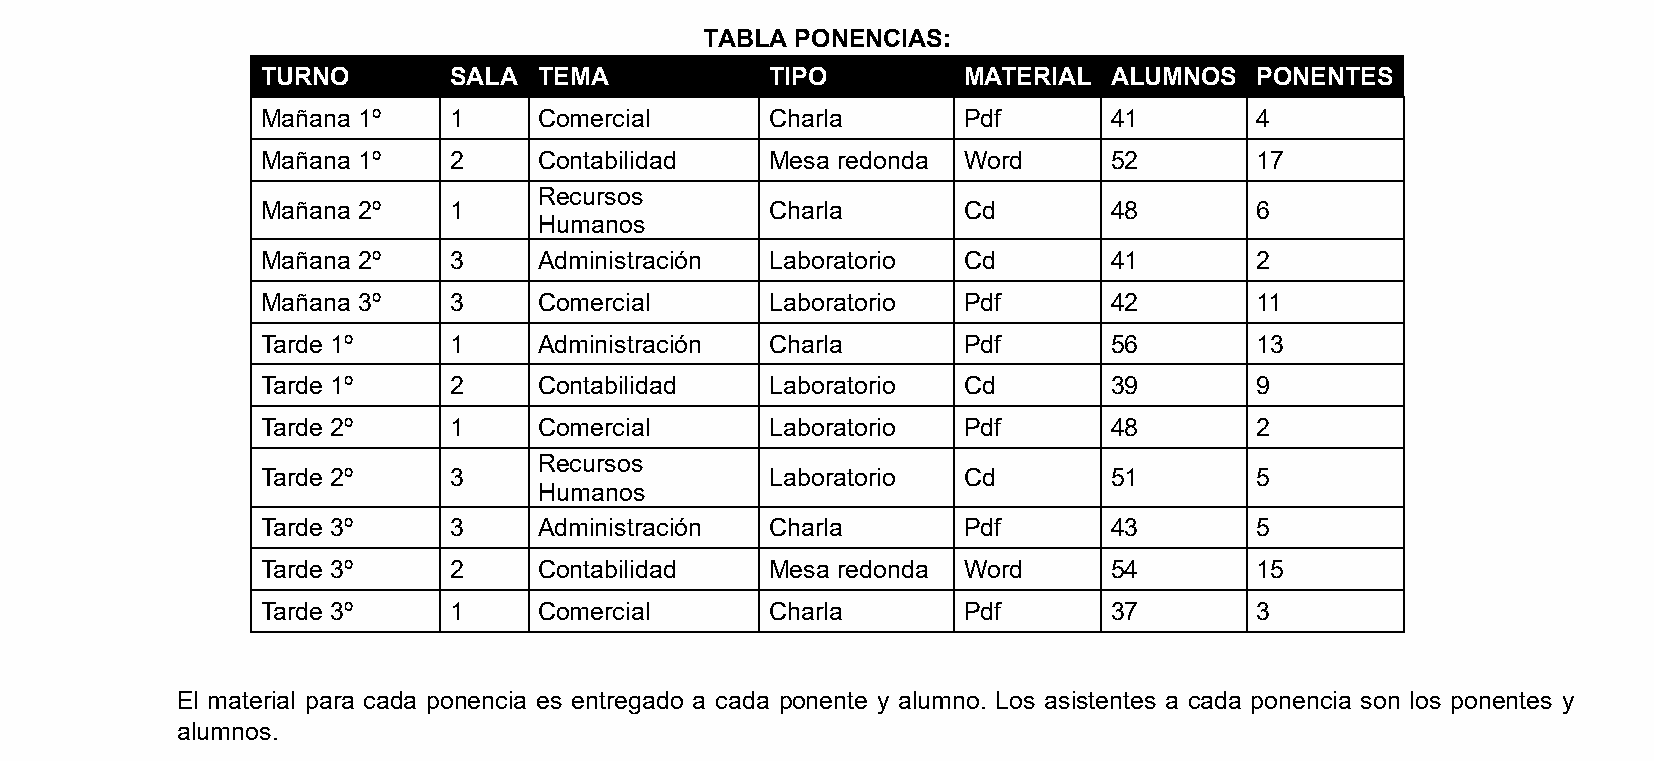 TABLA PONENCIAS:
TURNO SALA TEMA TIPO MATERIAL ALUMNOS PONENTES
Mañana 1º 1 Comercial Charla Pdf 41 4
Mañana 1º 2 Contabilidad Mesa redonda Word 52 17
Mañana 2º 1 Recursos Humanos Charla Cd 48 6
Mañana 2º 3 Administración Laboratorio Cd 41 2
Mañana 3º 3 Comercial Laboratorio Pdf 42 11
Tarde 1º 1 Administración Charla Pdf 56 13
Tarde 1º 2 Contabilidad Laboratorio Cd 39 9
Tarde 2º 1 Comercial Laboratorio Pdf 48 2
Tarde 2º 3 Recursos Humanos Laboratorio Cd 51 5
Tarde 3º 3 Administración Charla Pdf 43 5
Tarde 3º 2 Contabilidad Mesa redonda Word 54 15
Tarde 3º 1 Comercial Charla Pdf 37 3
El material para cada ponencia es entregado a cada ponente y alumno. Los asistentes a cada ponencia son los ponentes y
alumnos.